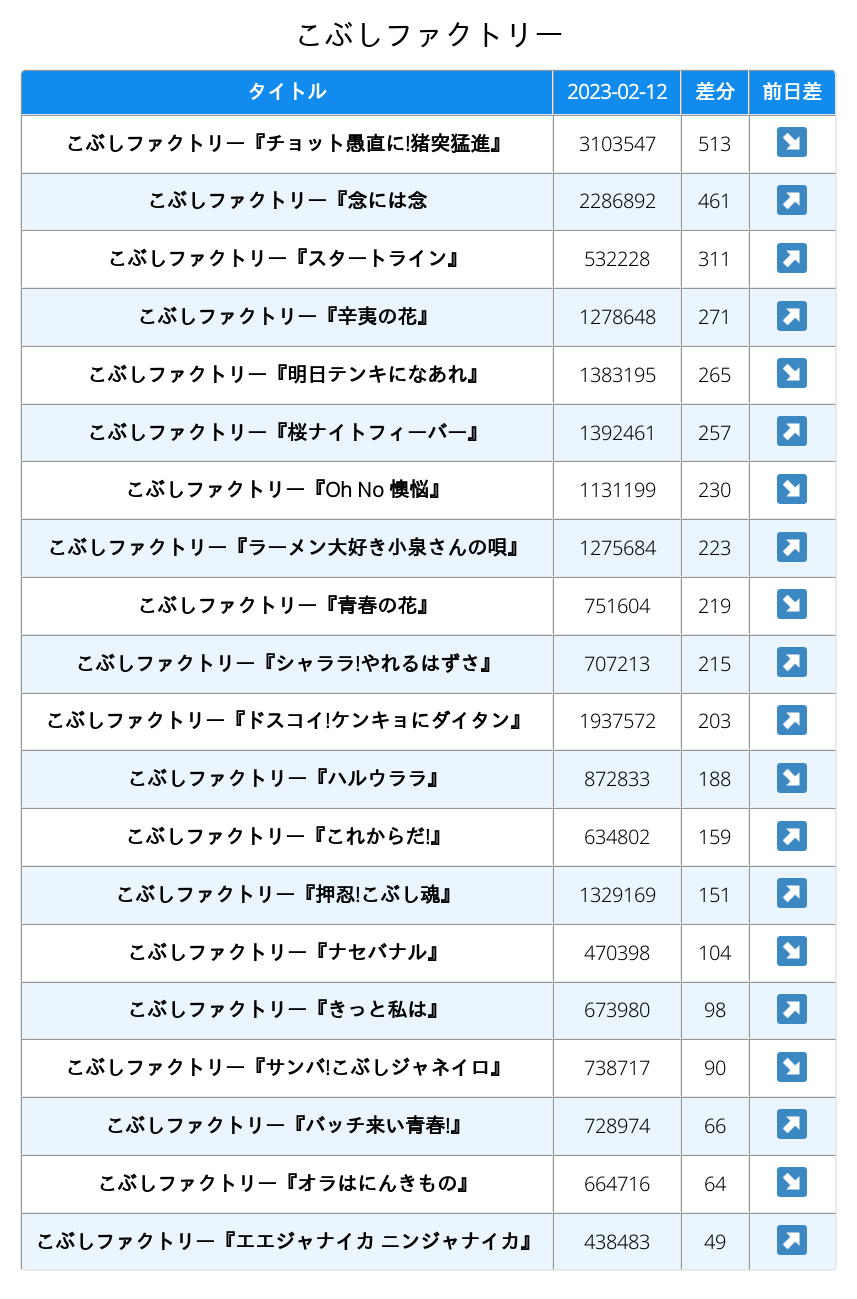 こぶしファクトリー
タイトル 2023-02-12 差分 前日差
こぶしファクトリー『チョット愚直に!猪突猛進』 3103547 513 ↘
こぶしファクトリー『念には念 2286892 461 ↗
こぶしファクトリー『スタートライン』 532228 311 ↗
こぶしファクトリー『辛夷の花』 1278648 271 ↗
こぶしファクトリー『明日テンキになあれ』 1383195 265 ↘
こぶしファクトリー『桜ナイトフィーバー』 1392461 257 ↗
こぶしファクトリー『Oh No 懊悩』 1131199 230 ↘
こぶしファクトリー『ラーメン大好き小泉さんの唄』 1275684 223 ↗
こぶしファクトリー『青春の花』 751604 219 ↘
こぶしファクトリー『シャララ!やれるはずさ』 707213 215 ↗
こぶしファクトリー『ドスコイ!ケンキョにダイタン』 1937572 203 ↗
こぶしファクトリー『ハルウララ』 872833 188 ↘
こぶしファクトリー『これからだ!』 634802 159 ↗
こぶしファクトリー『押忍!こぶし魂』 1329169 151 ↗
こぶしファクトリー『ナセバナル』 470398 104 ↘
こぶしファクトリー『きっと私は』 673980 98 ↗
こぶしファクトリー『サンバ!こぶしジャネイロ』 738717 90 ↘
こぶしファクトリー『バッチ来い青春!』 728974 66 ↗
こぶしファクトリー『オラはにんきもの』 664716 64 ↘
こぶしファクトリー『エエジャナイカ ニンジャナイカ』 438483 49 ↗